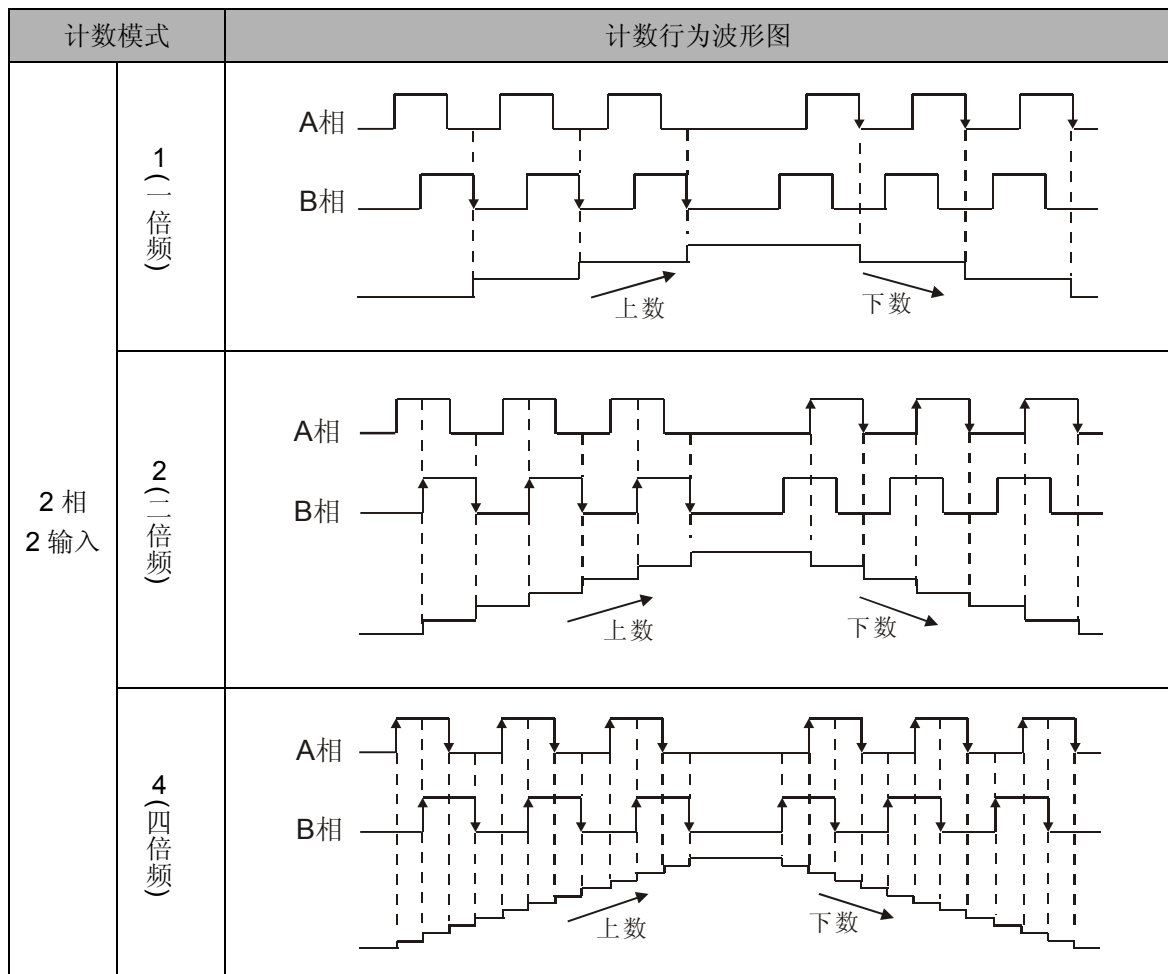 计数模式
计数行为波形图
2 相
2 输入
1(一倍频)
A相
B相
上数
下数
2(二倍频)
A相
B相
上数
下数
4(四倍频)
A相
B相
上数
下数